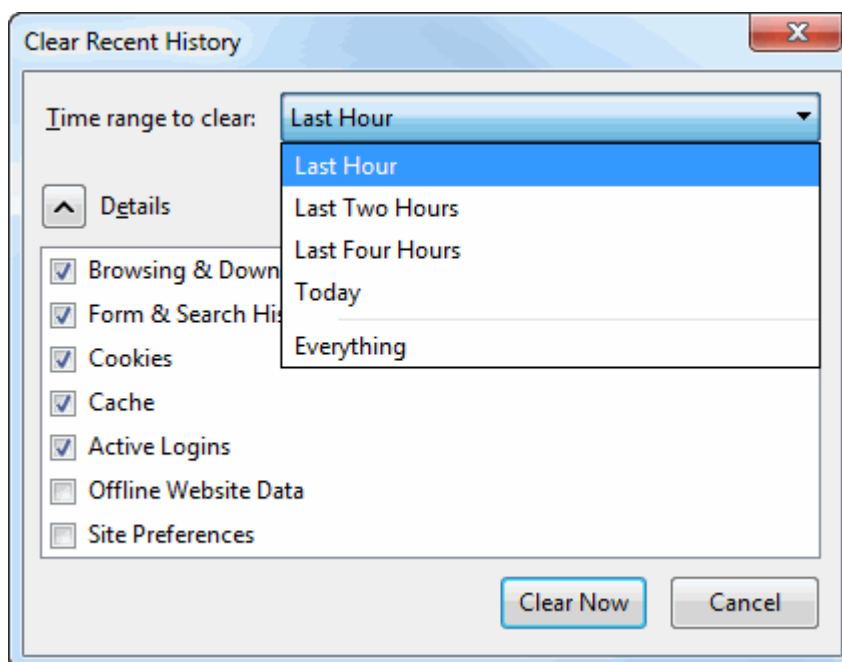 Clear Recent History
Time range to clear: Last Hour
Last Hour
Last Two Hours
Last Four Hours
Today
Everything
Details
Browsing & Down
Form & Search
Cookies
Cache
Active Logins
Offline Website Data
Site Preferences
Clear Now Cancel